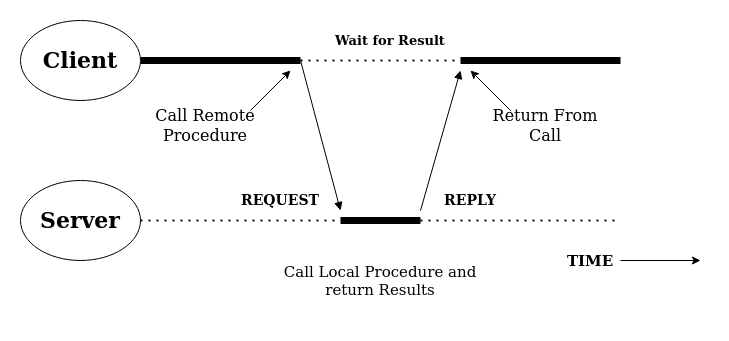 Wait for Result
Client
Call Remote
Procedure
Return From
Call
REQUEST
REPLY
Server
TIME
Call Local Procedure and
return Results